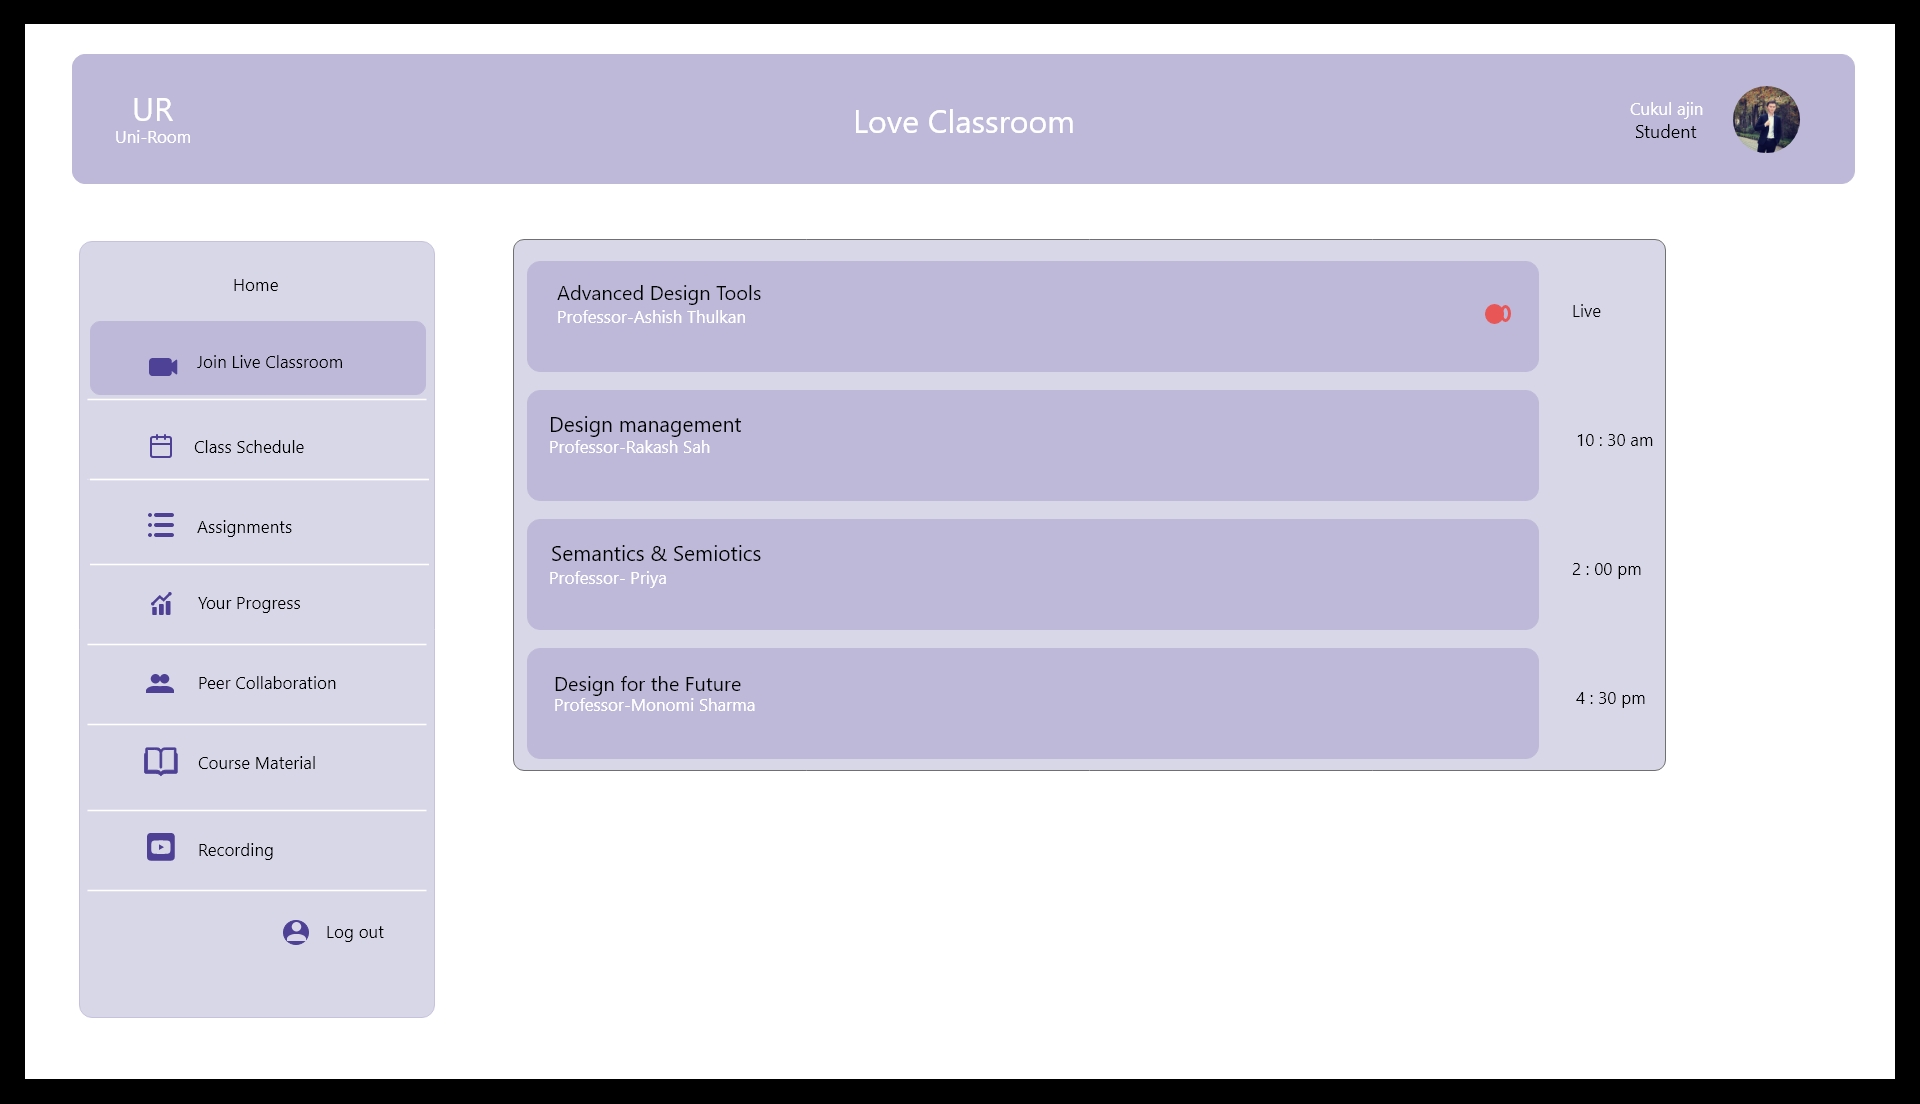 UR
Uni-Room
Love Classroom
Cukul ajin
Student
Home
Join Live Classroom
Class Schedule
Assignments
Your Progress
Peer Collaboration
Course Material
Recording
Log out
Advanced Design Tools
Professor-Ashish Thulkan
Live
Design management
Professor-Rakash Sah
10 : 30 am
Semantics & Semiotics
Professor- Priya
2 : 00 pm
Design for the Future
Professor-Monomi Sharma
4 : 30 pm